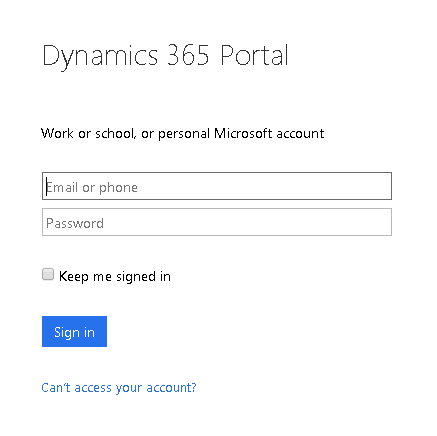 Dynamics 365 Portal
Work or school, or personal Microsoft account
Email or phone
Password
Keep me signed in
Sign in
Can't access your account?